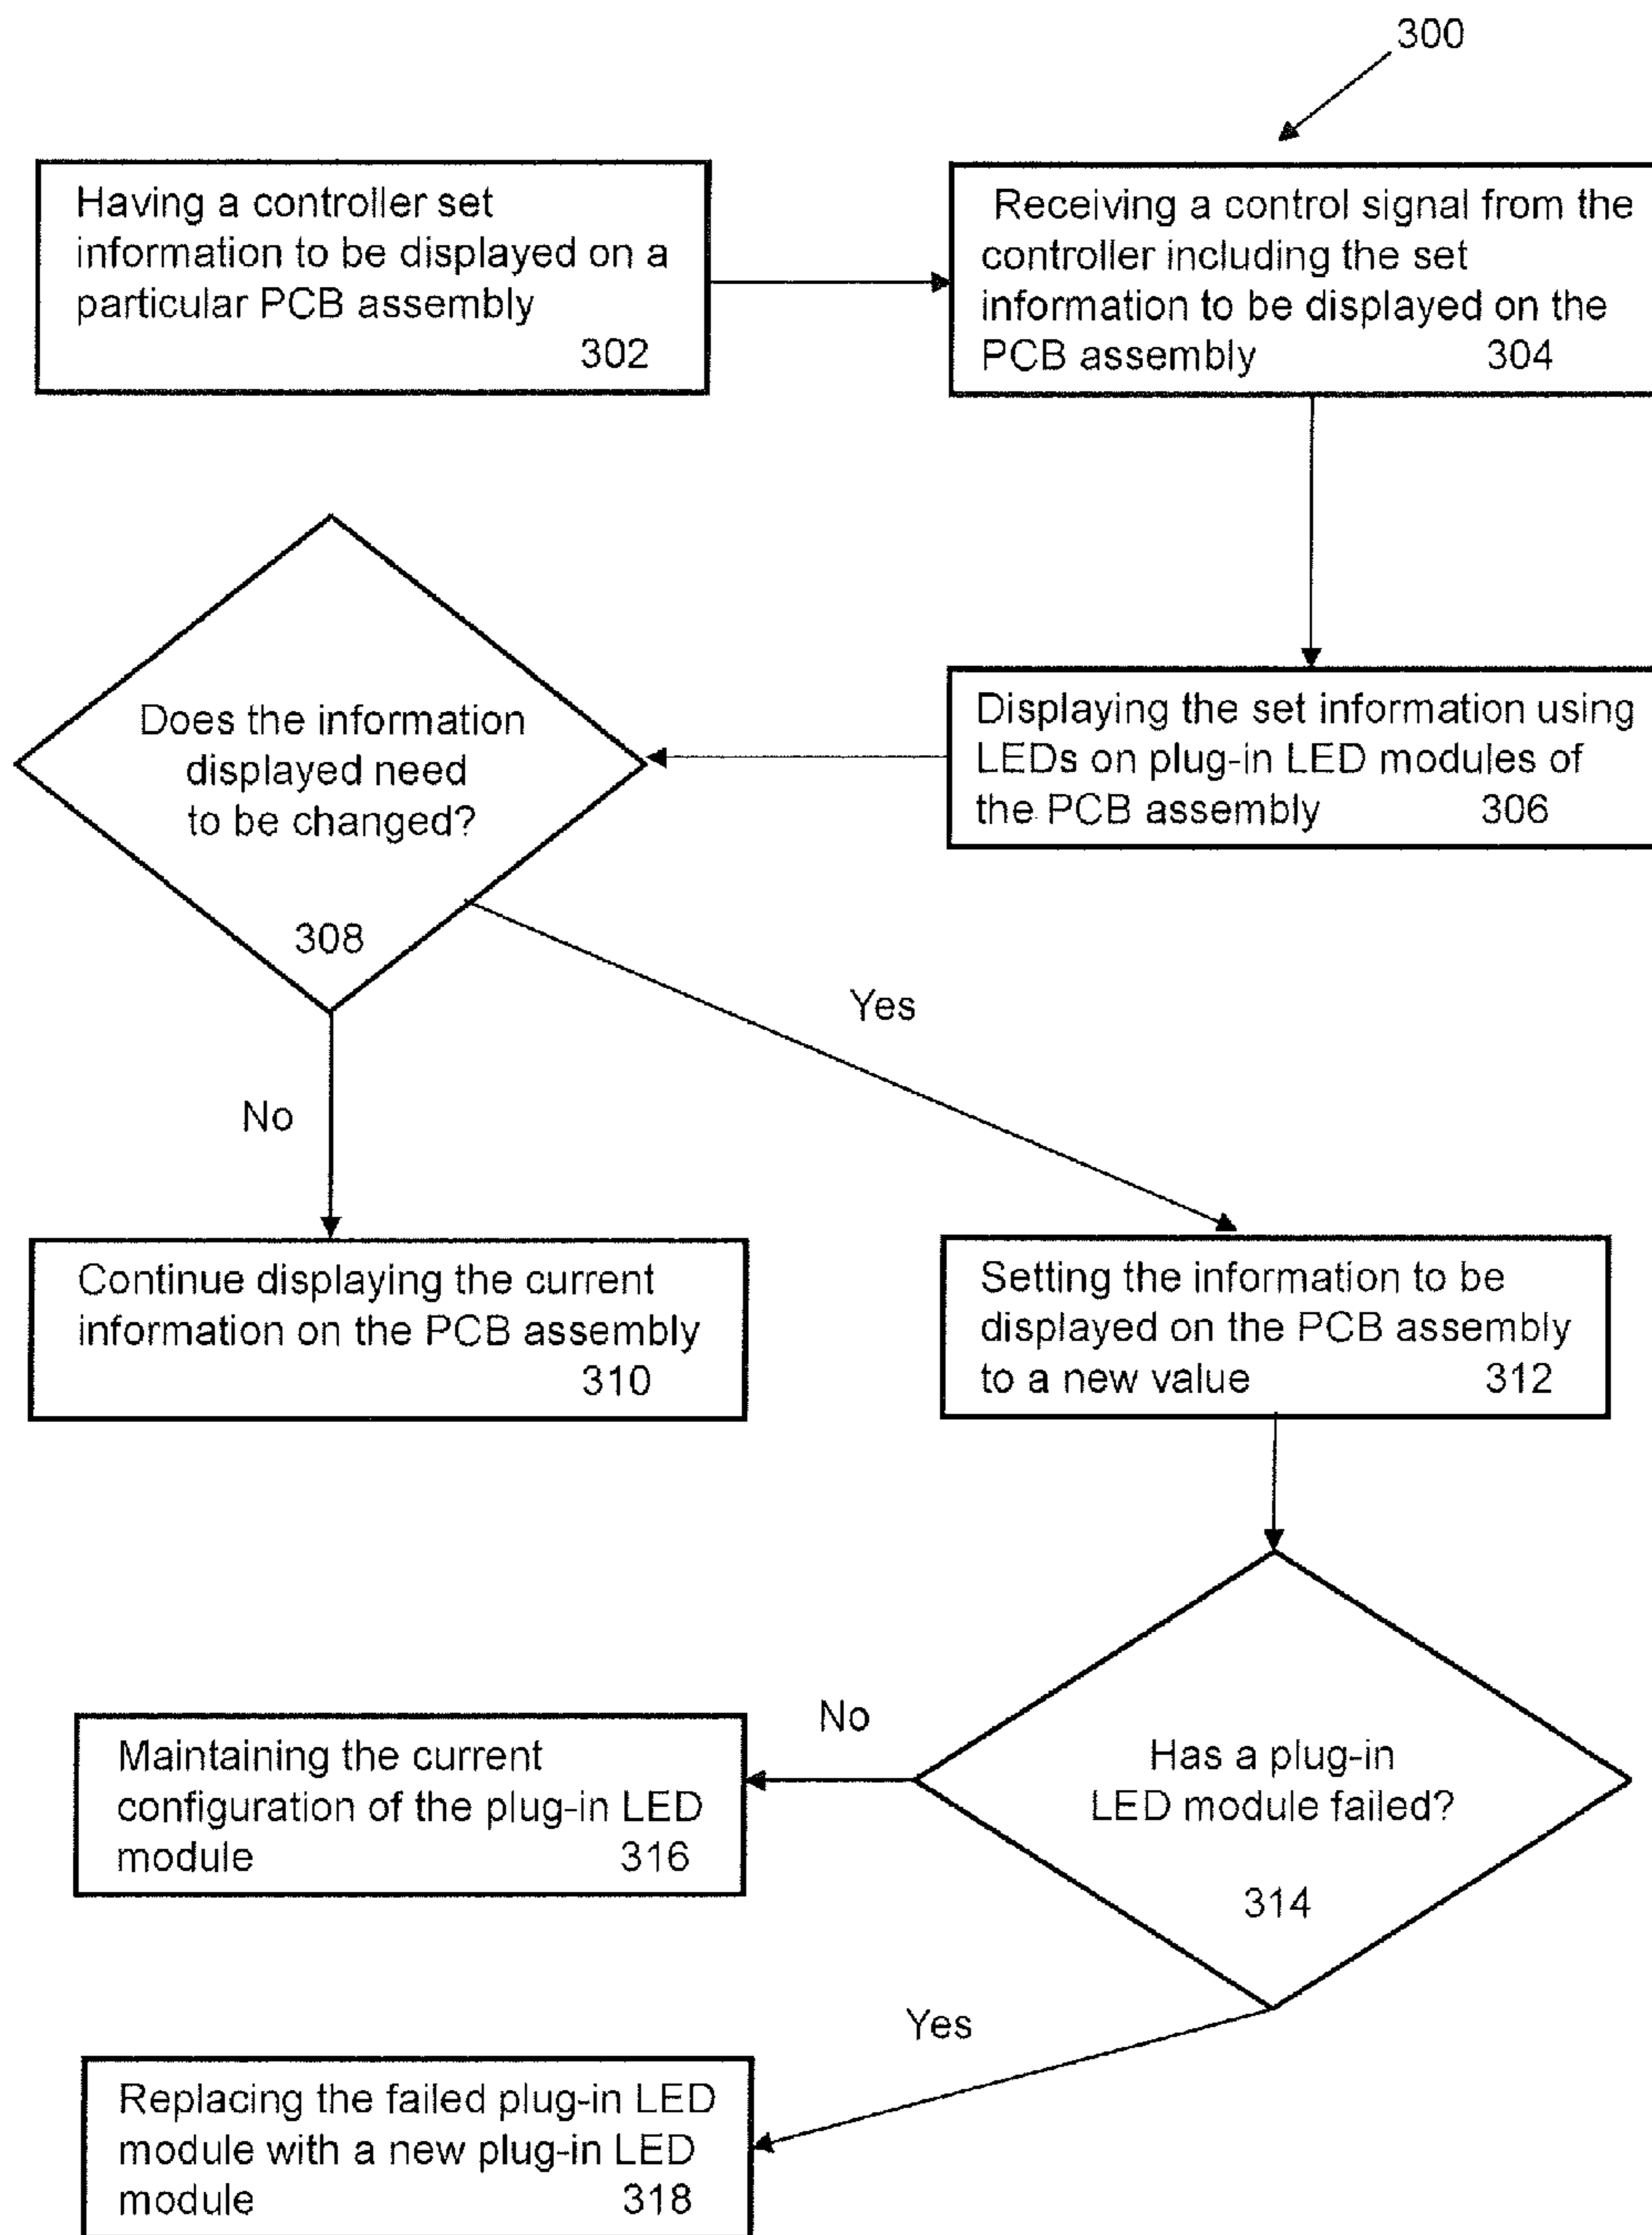 300
Having a controller set
information to be displayed on a
particular PCB assembly
302
Receiving a control signal from the
controller including the set
information to be displayed on the
PCB assembly 304
Displaying the set information using
LEDs on plug-in LED modules of
the PCB assembly 306
Does the information
displayed need
to be changed?
308
Yes
No
Continue displaying the current
information on the PCB assembly
310
Setting the information to be
displayed on the PCB assembly
to a new value 312
Has a plug-in
LED module failed?
314
No
Maintaining the current
configuration of the plug-in LED
module 316
Yes
Replacing the failed plug-in LED
module with a new plug-in LED
module 318